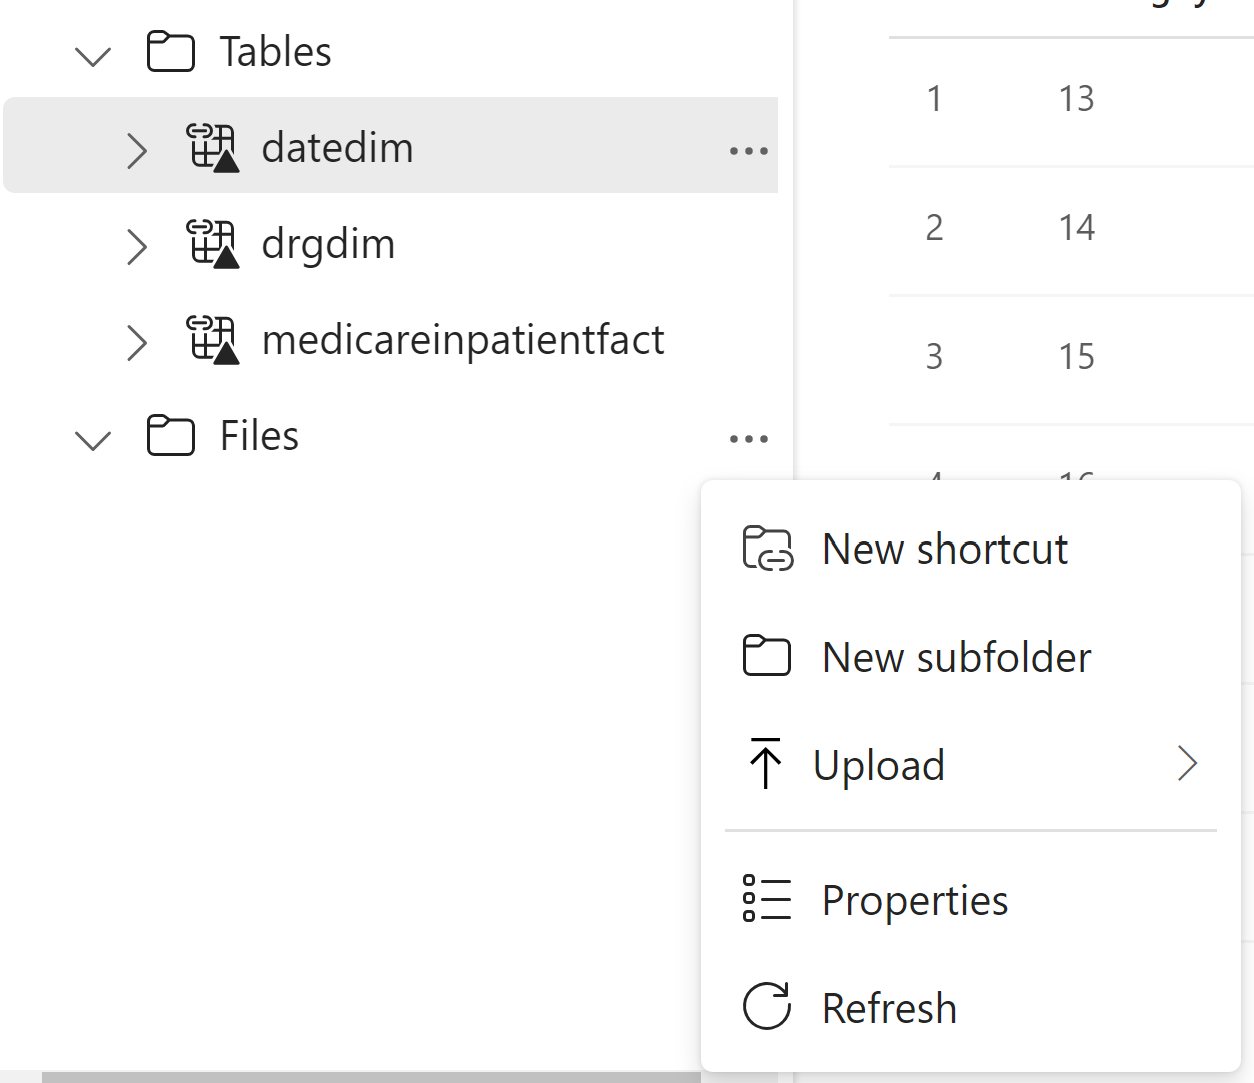 Tables
datedim
drgdim
medicareinpatientfact
Files
1 13
2 14
3 15
New shortcut
New subfolder
Upload
Properties
Refresh